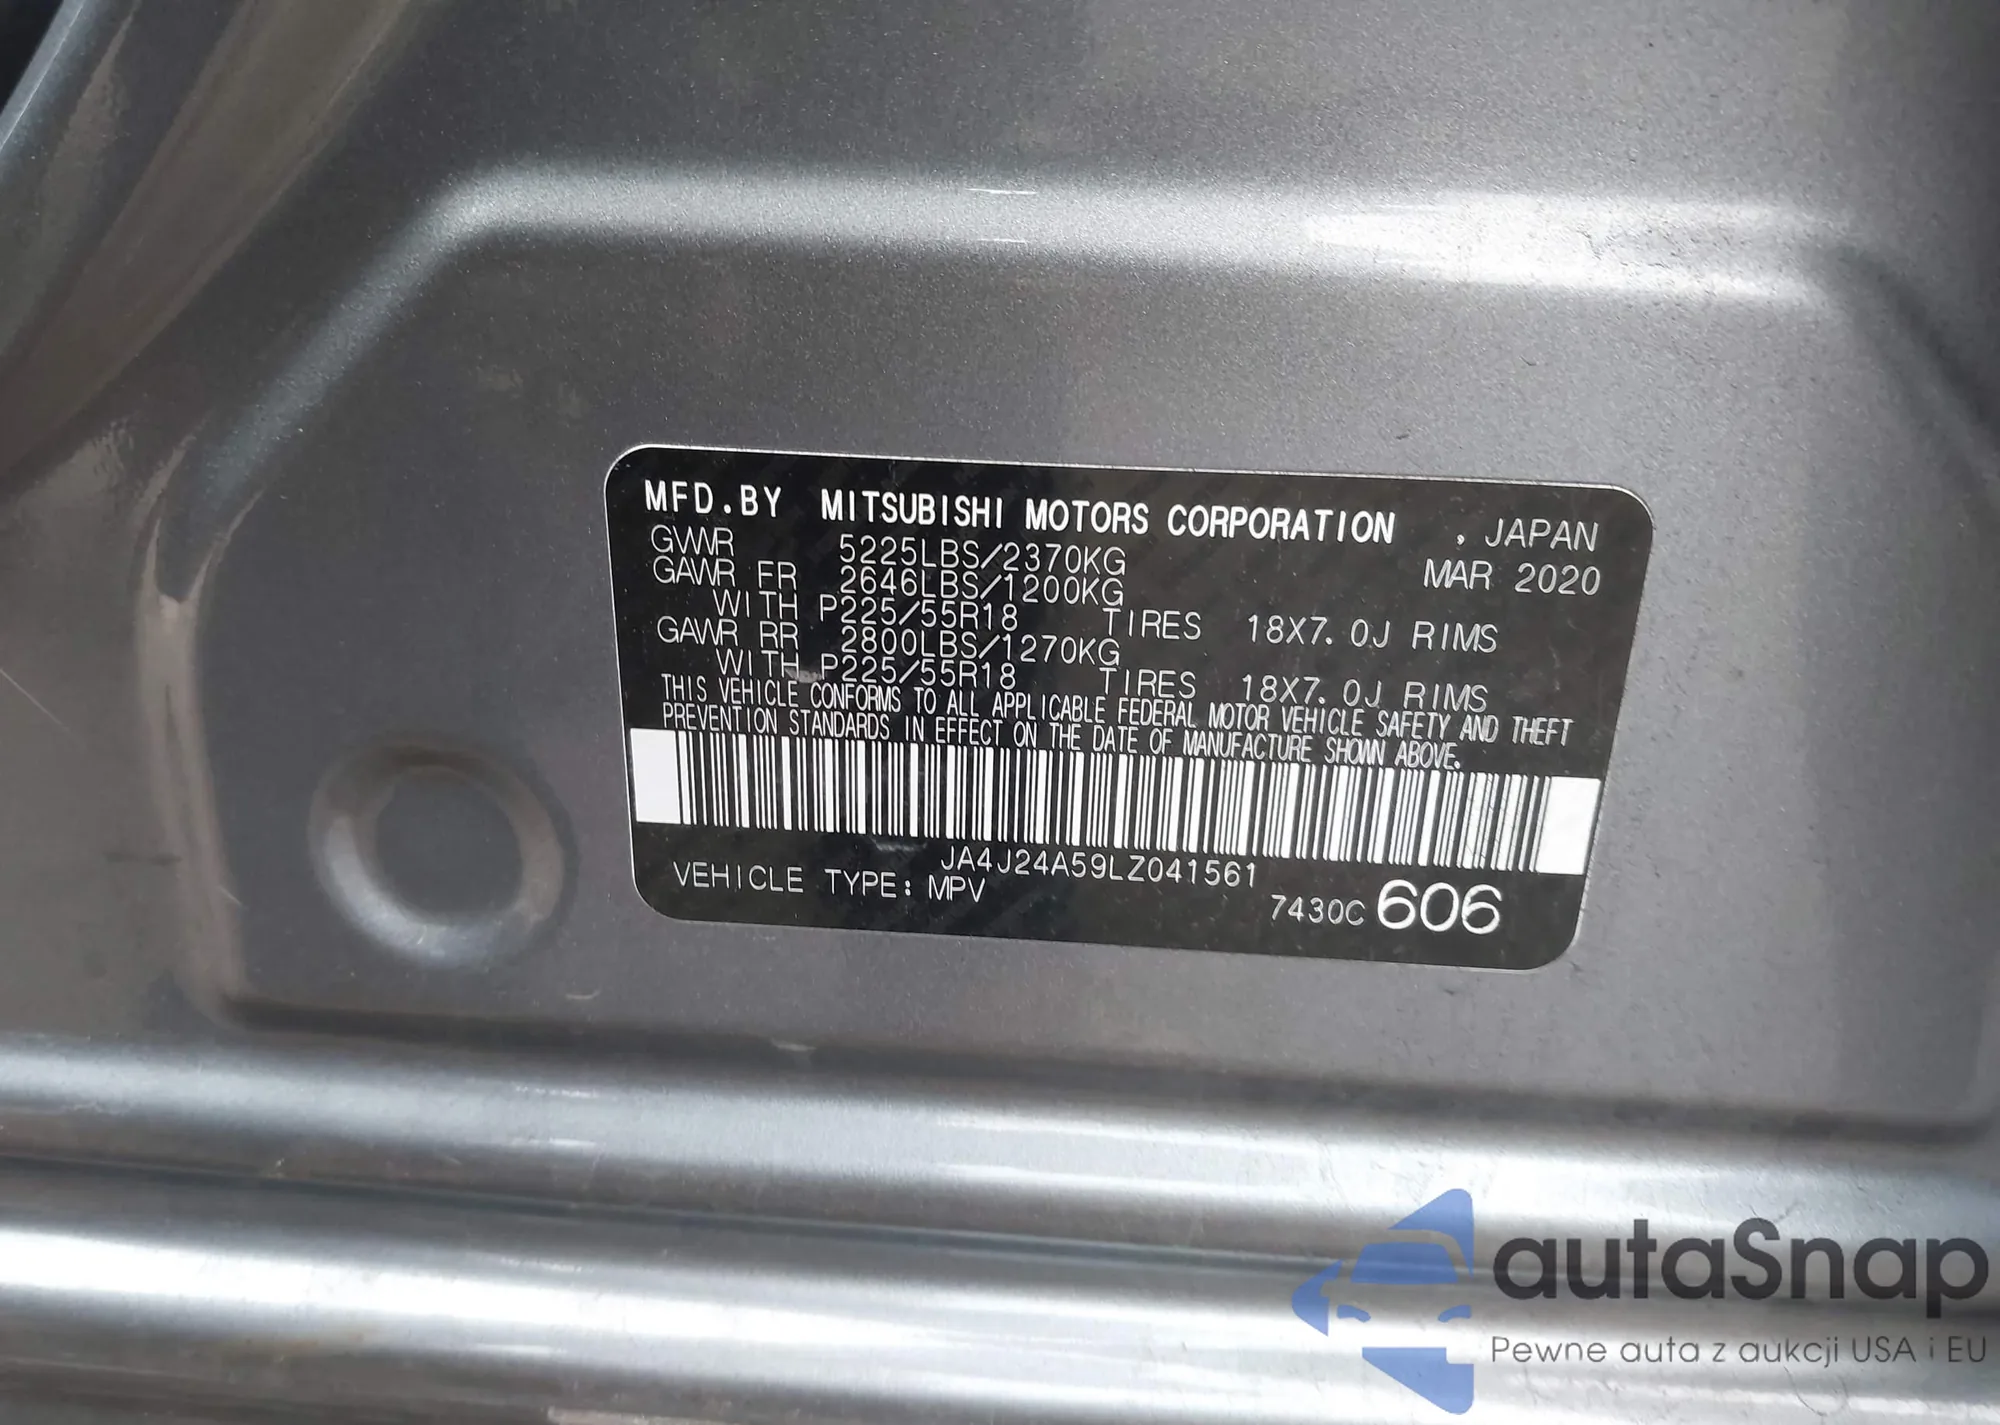 MFD.BY MITSUBISHI MOTORS CORPORATION , JAPAN
GVWR 5225LBS/2370KG MAR 2020
GAWR FR 2646LBS/1200KG
WITH P225/55R18 TIRES 18X7.0J RIMS
GAWR RR 2800LBS/1270KG
WITH P225/55R18 TIRES 18X7.0J RIMS
THIS VEHICLE CONFORMS TO ALL APPLICABLE FEDERAL MOTOR VEHICLE SAFETY AND THEFT
PREVENTION STANDARDS IN EFFECT ON THE DATE OF MANUFACTURE SHOWN ABOVE.
JA4J24A59LZ041561
VEHICLE TYPE: MPV
7430C 606
autaSnap
Pewne auta z aukcji USA i EU